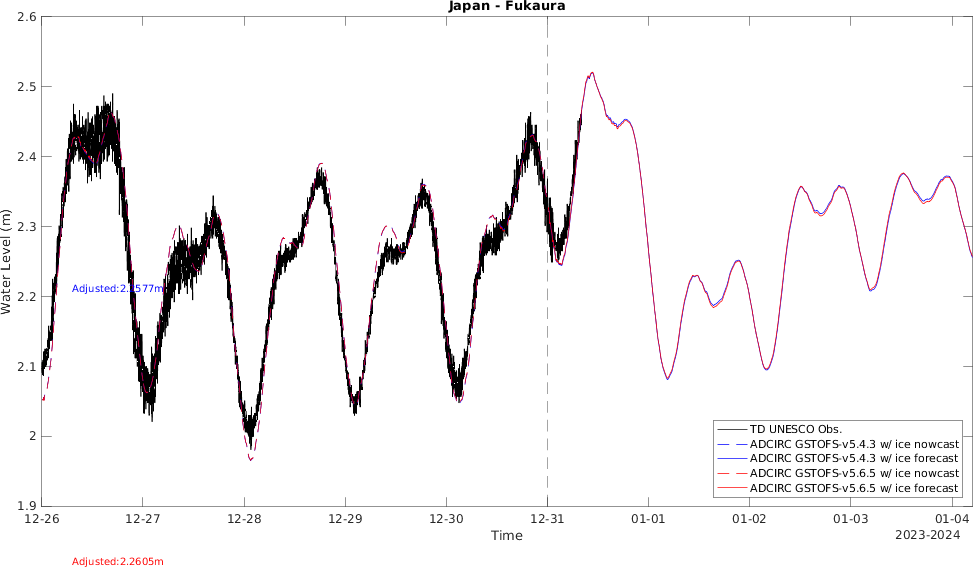 Japan - Fukaura
Water Level (m)
2.6
2.5
2.4
2.3
2.2
2.1
2
1.9
Adjusted:2.2577m
TD UNESCO Obs.
ADCIRC GSTOFS-v5.4.3 w/ ice nowcast
ADCIRC GSTOFS-v5.4.3 w/ ice forecast
ADCIRC GSTOFS-v5.6.5 w/ ice nowcast
ADCIRC GSTOFS-v5.6.5 w/ ice forecast
12-26 12-27 12-28 12-29 12-30 12-31 01-01 01-02 01-03 01-04
Time
2023-2024
Adjusted:2.2605m